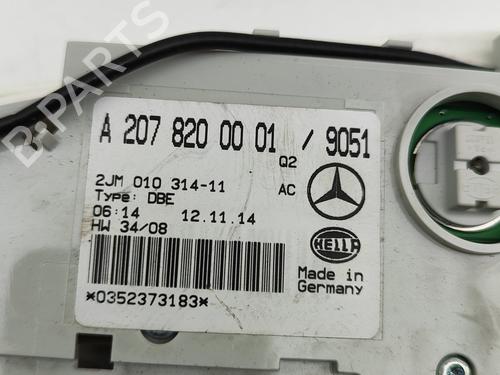 B-PARTS
A 207 820 00 01 / 9051
Q2
2JM 010 314-11
AC
Type: DBE
06:14 12.11.14
HW 34/08
HELLA
Made in
Germany
*0352373183*